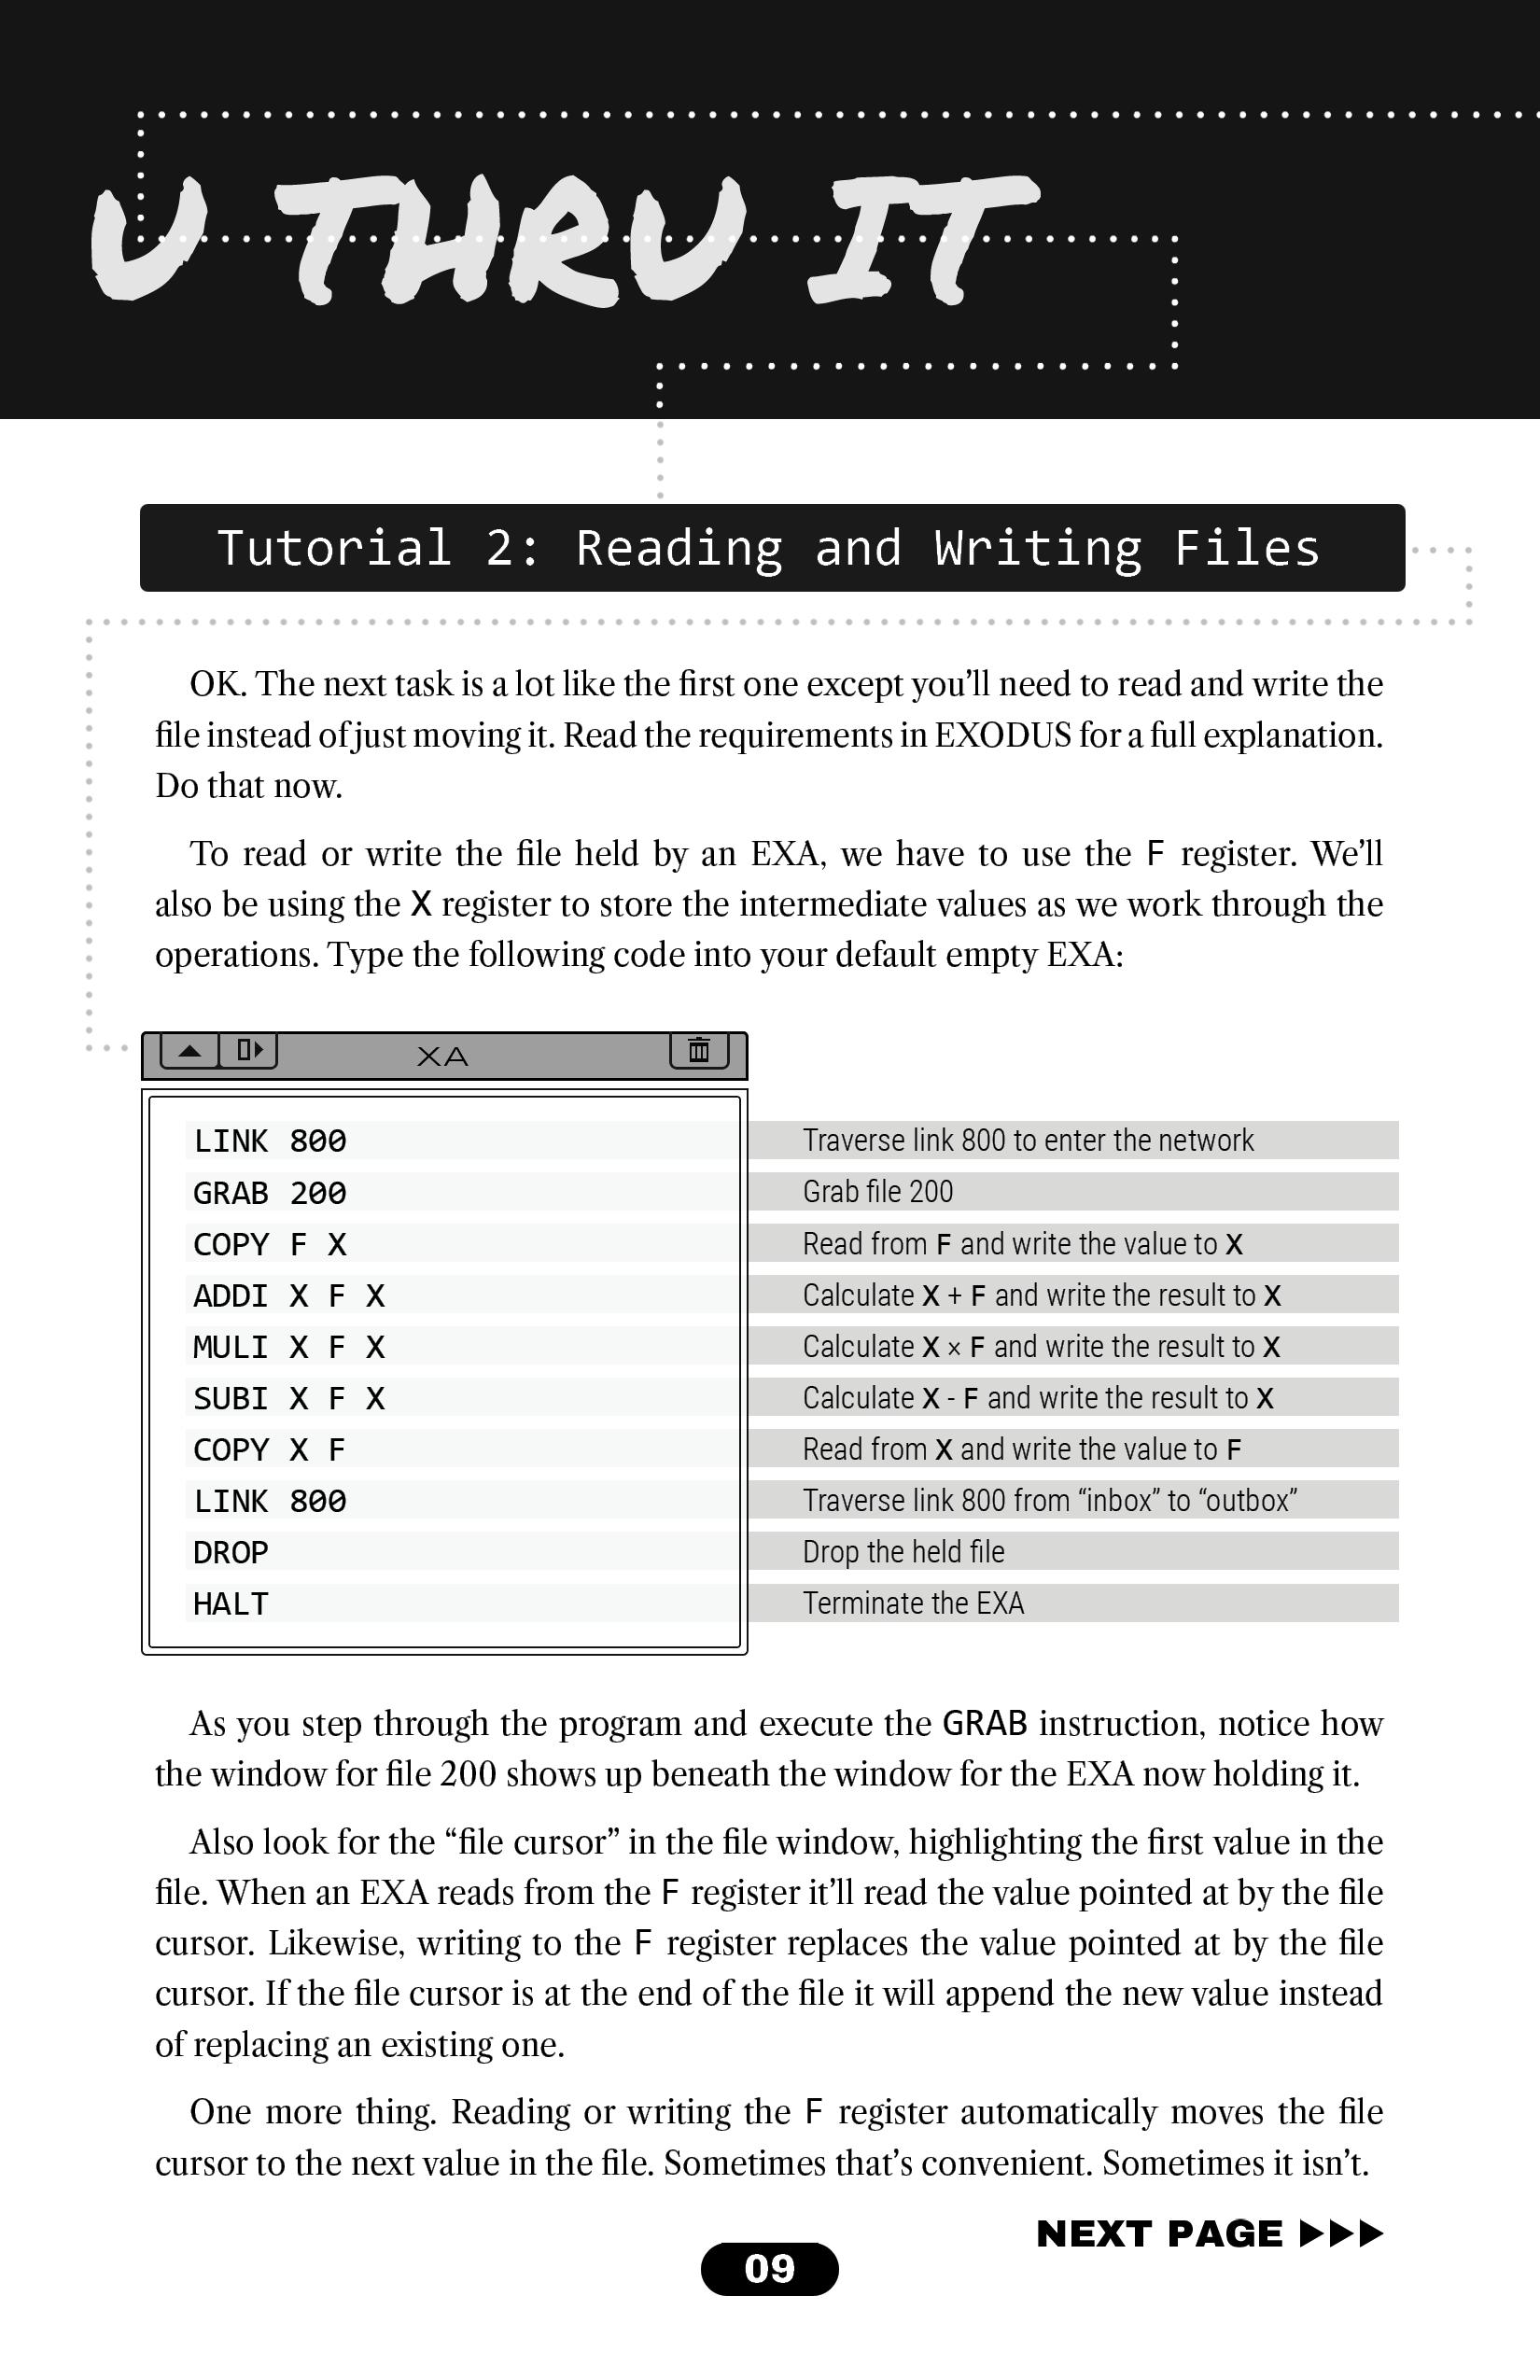 U THRU IT
Tutorial 2: Reading and Writing Files
OK. The next task is a lot like the first one except you’ll need to read and write the
file instead of just moving it. Read the requirements in EXODUS for a full explanation.
Do that now.
To read or write the file held by an EXA, we have to use the F register. We’ll
also be using the X register to store the intermediate values as we work through the
operations. Type the following code into your default empty EXA:
XA
LINK 800 Traverse link 800 to enter the network
GRAB 200 Grab file 200
COPY F X Read from F and write the value to X
ADDI X F X Calculate X + F and write the result to X
MULI X F X Calculate X × F and write the result to X
SUBI X F X Calculate X - F and write the result to X
COPY X F Read from X and write the value to F
LINK 800 Traverse link 800 from “inbox” to “outbox”
DROP Drop the held file
HALT Terminate the EXA
As you step through the program and execute the GRAB instruction, notice how
the window for file 200 shows up beneath the window for the EXA now holding it.
Also look for the “file cursor” in the file window, highlighting the first value in the
file. When an EXA reads from the F register it’ll read the value pointed at by the file
cursor. Likewise, writing to the F register replaces the value pointed at by the file
cursor. If the file cursor is at the end of the file it will append the new value instead
of replacing an existing one.
One more thing. Reading or writing the F register automatically moves the file
cursor to the next value in the file. Sometimes that’s convenient. Sometimes it isn’t.
NEXT PAGE ▶▶▶
09